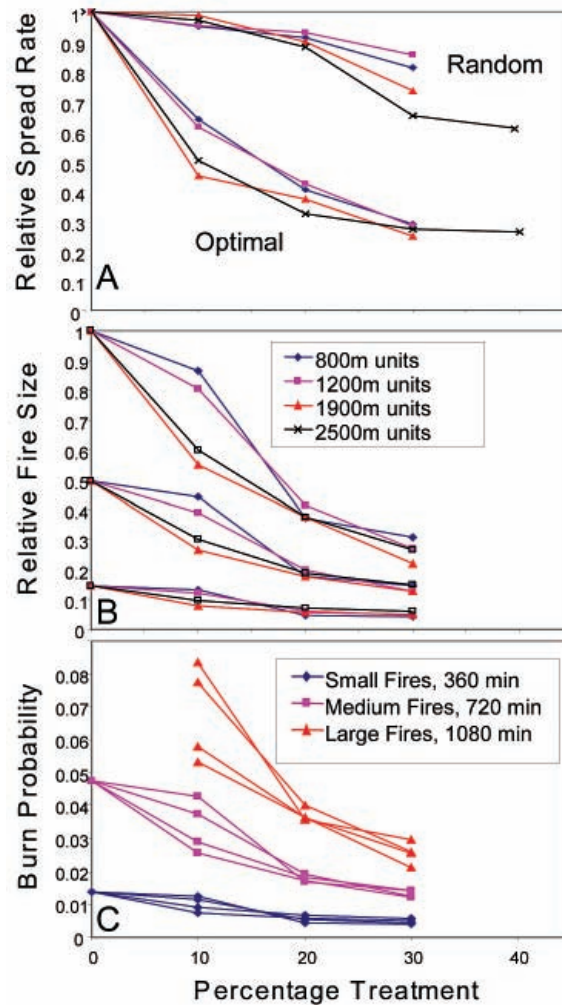 Relative Spread Rate
1
0.9
0.8
0.7
0.6
0.5
0.4
0.3
0.2
0.1
0
Random
Optimal
A
Relative Fire Size
1
0.9
0.8
0.7
0.6
0.5
0.4
0.3
0.2
0.1
0
800m units
1200m units
1900m units
2500m units
B
Burn Probability
0.08
0.07
0.06
0.05
0.04
0.03
0.02
0.01
0
Small Fires, 360 min
Medium Fires, 720 min
Large Fires, 1080 min
C
0 10 20 30 40
Percentage Treatment